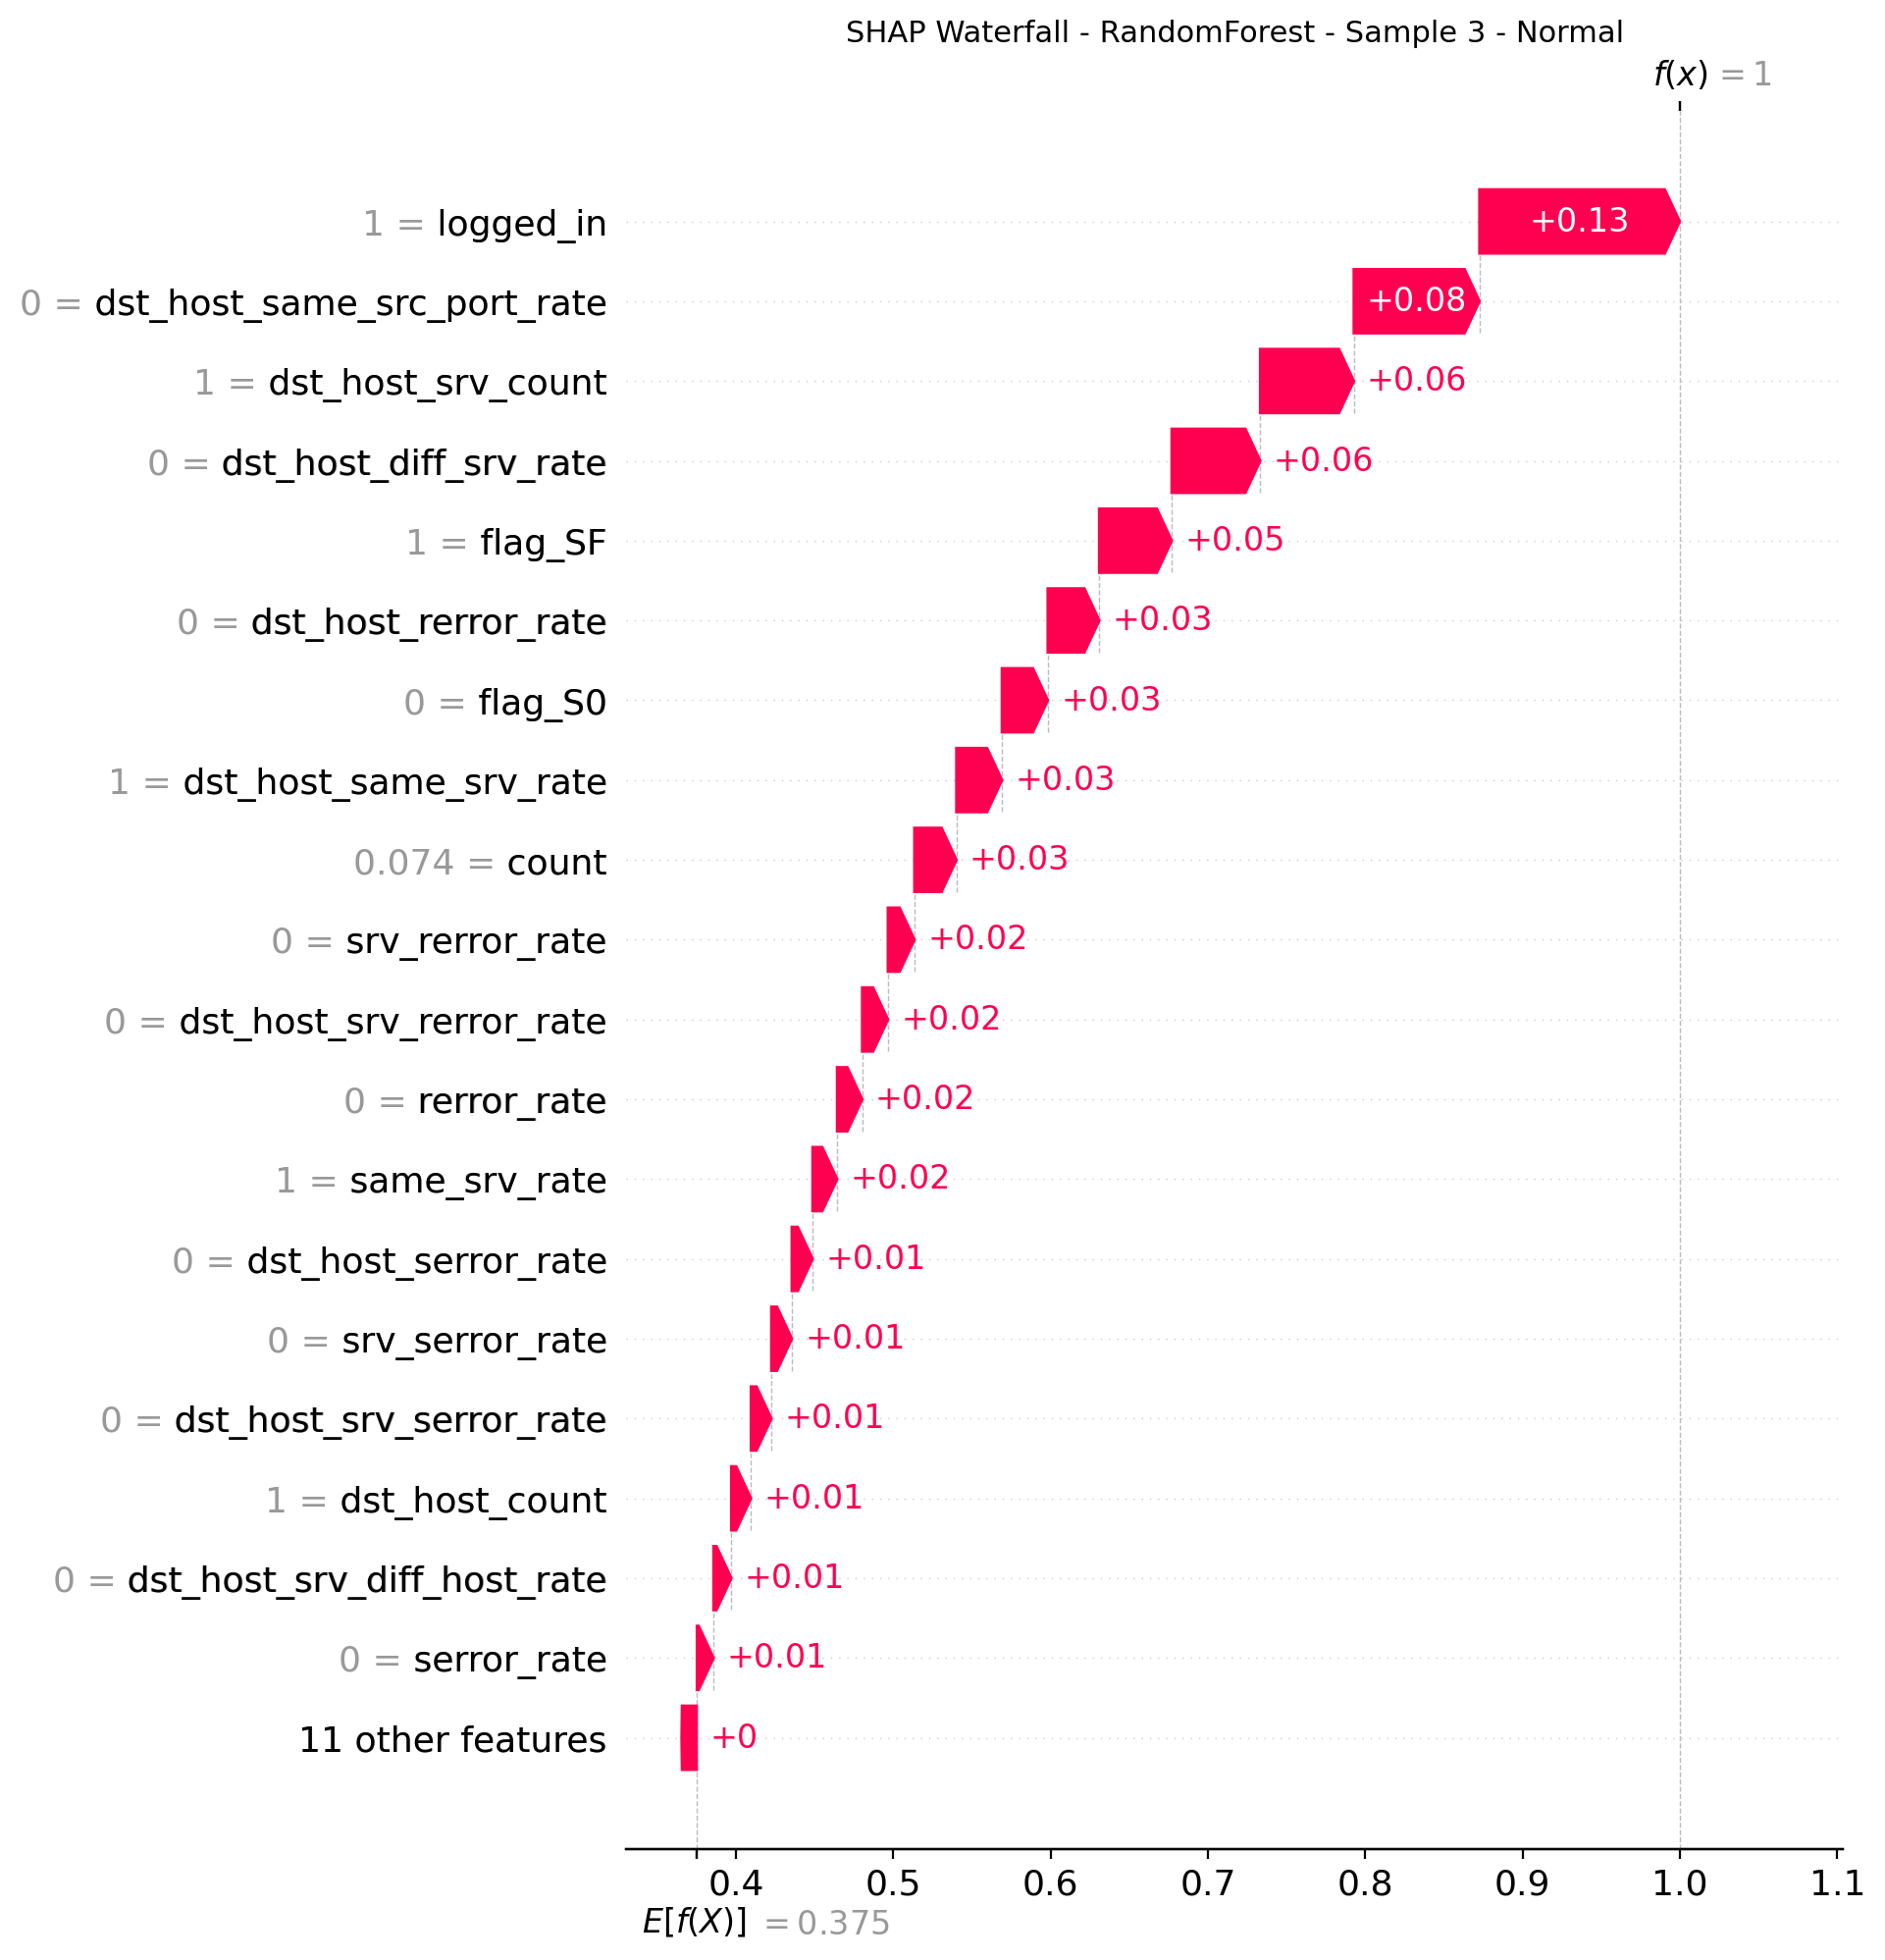 SHAP Waterfall - RandomForest - Sample 3 - Normal
f(x) = 1
1 = logged_in +0.13
0 = dst_host_same_src_port_rate +0.08
1 = dst_host_srv_count +0.06
0 = dst_host_diff_srv_rate +0.06
1 = flag_SF +0.05
0 = dst_host_rerror_rate +0.03
0 = flag_S0 +0.03
1 = dst_host_same_srv_rate +0.03
0.074 = count +0.03
0 = srv_rerror_rate +0.02
0 = dst_host_srv_rerror_rate +0.02
0 = rerror_rate +0.02
1 = same_srv_rate +0.02
0 = dst_host_serror_rate +0.01
0 = srv_serror_rate +0.01
0 = dst_host_srv_serror_rate +0.01
1 = dst_host_count +0.01
0 = dst_host_srv_diff_host_rate +0.01
0 = serror_rate +0.01
11 other features +0
0.4 0.5 0.6 0.7 0.8 0.9 1.0 1.1
E[f(X)] = 0.375